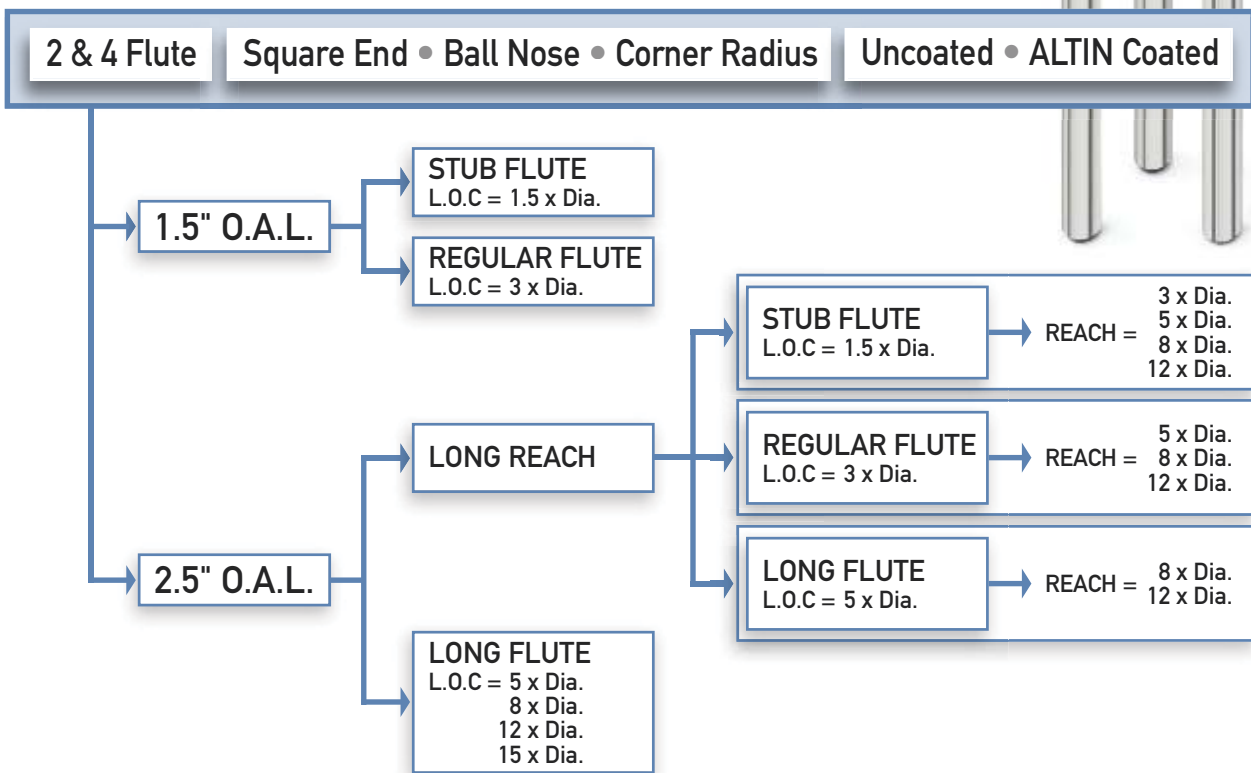 2 & 4 Flute
Square End • Ball Nose • Corner Radius
Uncoated • ALTIN Coated
1.5" O.A.L.
STUB FLUTE
L.O.C = 1.5 x Dia.
REGULAR FLUTE
L.O.C = 3 x Dia.
2.5" O.A.L.
LONG REACH
STUB FLUTE
L.O.C = 1.5 x Dia.
REACH =
3 x Dia.
5 x Dia.
8 x Dia.
12 x Dia.
REGULAR FLUTE
L.O.C = 3 x Dia.
REACH =
5 x Dia.
8 x Dia.
12 x Dia.
LONG FLUTE
L.O.C = 5 x Dia.
REACH =
8 x Dia.
12 x Dia.
LONG FLUTE
L.O.C = 5 x Dia.
8 x Dia.
12 x Dia.
15 x Dia.